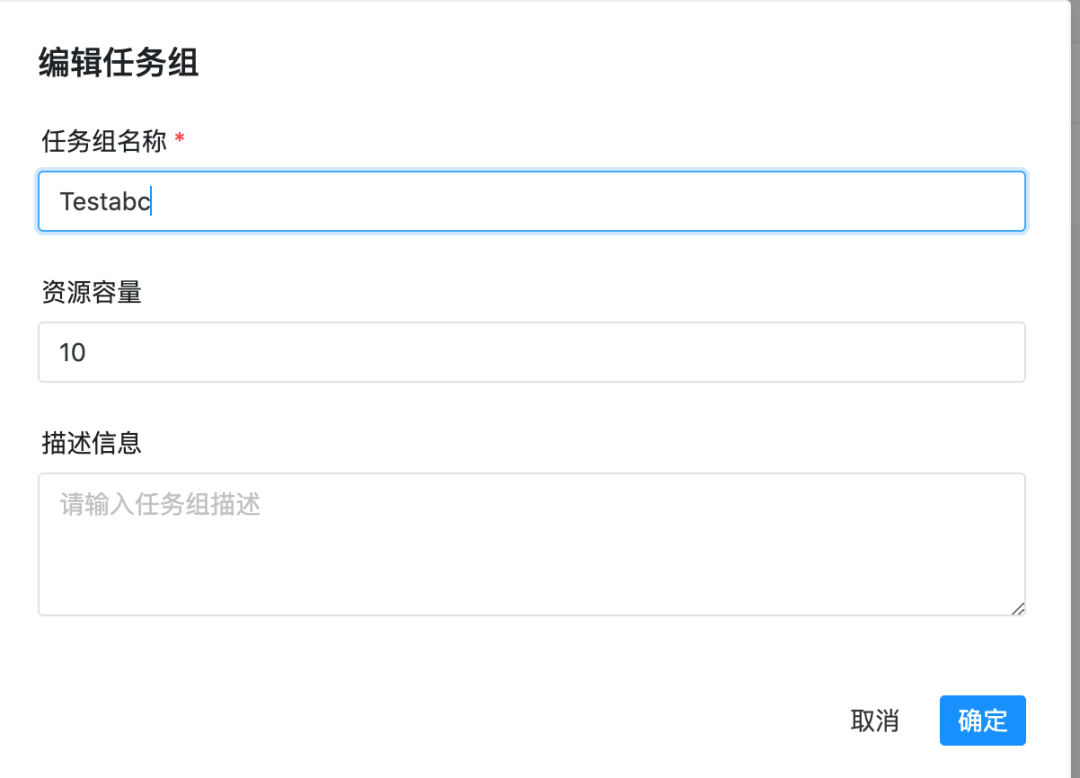 编辑任务组
任务组名称 *
Testabc
资源容量
10
描述信息
请输入任务组描述
取消 确定